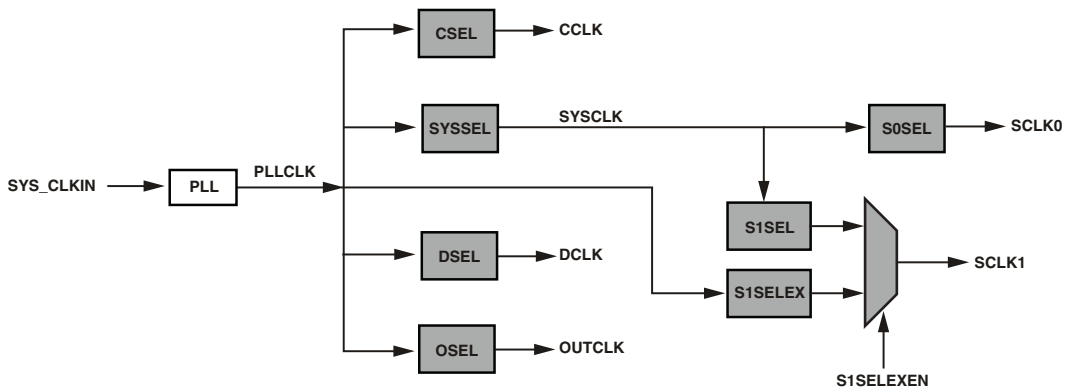 CSEL
CCLK
SYSSEL
SYSCLK
S0SEL
SCLK0
SYS_CLKIN
PLL
PLLCLK
S1SEL
DSEL
DCLK
SCLK1
S1SELEX
OSEL
OUTCLK
S1SELEXEN